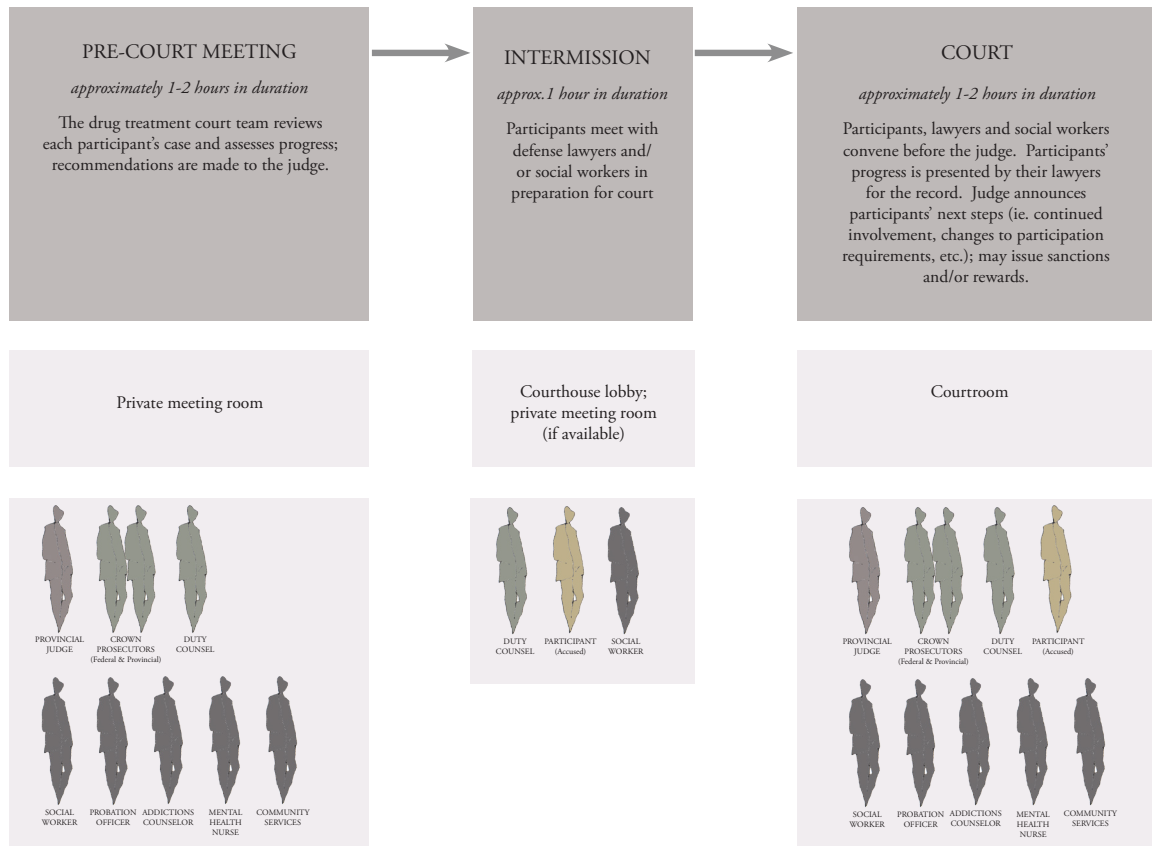 PRE-COURT MEETING
approximately 1-2 hours in duration
The drug treatment court team reviews
each participant's case and assesses progress;
recommendations are made to the judge.
INTERMISSION
approx.1 hour in duration
Participants meet with
defense lawyers and/
or social workers in
preparation for court
COURT
approximately 1-2 hours in duration
Participants, lawyers and social workers
convene before the judge.  Participants'
progress is presented by their lawyers
for the record.  Judge announces
participants' next steps (ie. continued
involvement, changes to participation
requirements, etc.); may issue sanctions
and/or rewards.
Private meeting room
Courthouse lobby;
private meeting room
(if available)
Courtroom
PROVINCIAL
JUDGE
CROWN
PROSECUTORS
(Federal & Provincial)
DUTY
COUNSEL
SOCIAL
WORKER
PROBATION
OFFICER
ADDICTIONS
COUNSELOR
MENTAL
HEALTH
NURSE
COMMUNITY
SERVICES
DUTY
COUNSEL
PARTICIPANT
(Accused)
SOCIAL
WORKER
PROVINCIAL
JUDGE
CROWN
PROSECUTORS
(Federal & Provincial)
DUTY
COUNSEL
PARTICIPANT
(Accused)
SOCIAL
WORKER
PROBATION
OFFICER
ADDICTIONS
COUNSELOR
MENTAL
HEALTH
NURSE
COMMUNITY
SERVICES